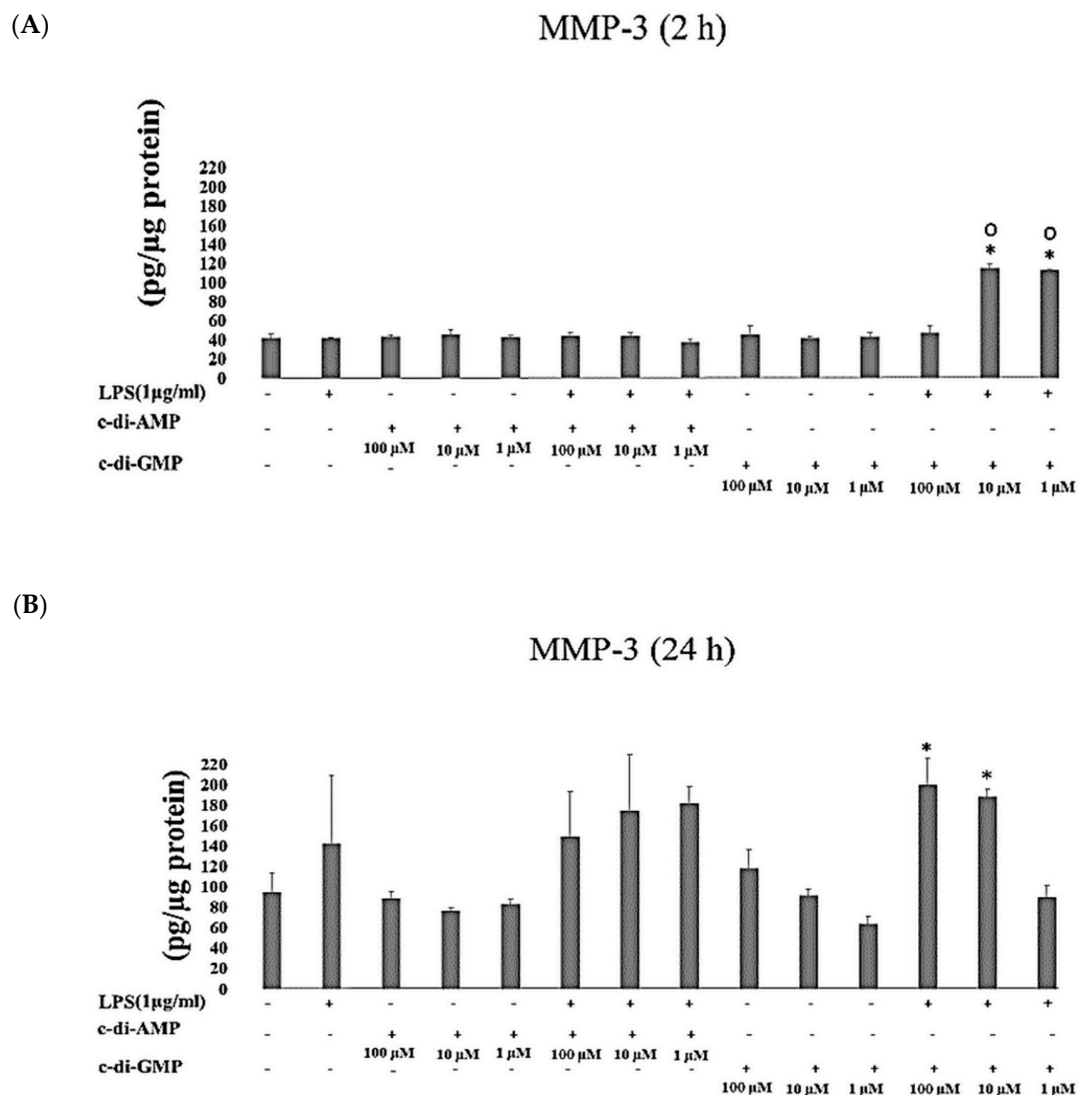 (A)
MMP-3 (2 h)
(pg/µg protein)
220
200
180
160
140
120
100
80
60
40
20
0
o o
* *
LPS(1µg/ml) - + - - - + + + - - - + + +
c-di-AMP - - + + + + + + - - - - - -
100 µM 10 µM 1 µM 100 µM 10 µM 1 µM
c-di-GMP - - - - - - - - + + + + + +
100 µM 10 µM 1 µM 100 µM 10 µM 1 µM
(B)
MMP-3 (24 h)
(pg/µg protein)
220
200
180
160
140
120
100
80
60
40
20
0
* *
LPS(1µg/ml) - + - - - + + + - - - + + +
c-di-AMP - - + + + + + + - - - - - -
100 µM 10 µM 1 µM 100 µM 10 µM 1 µM
c-di-GMP - - - - - - - - + + + + + +
100 µM 10 µM 1 µM 100 µM 10 µM 1 µM